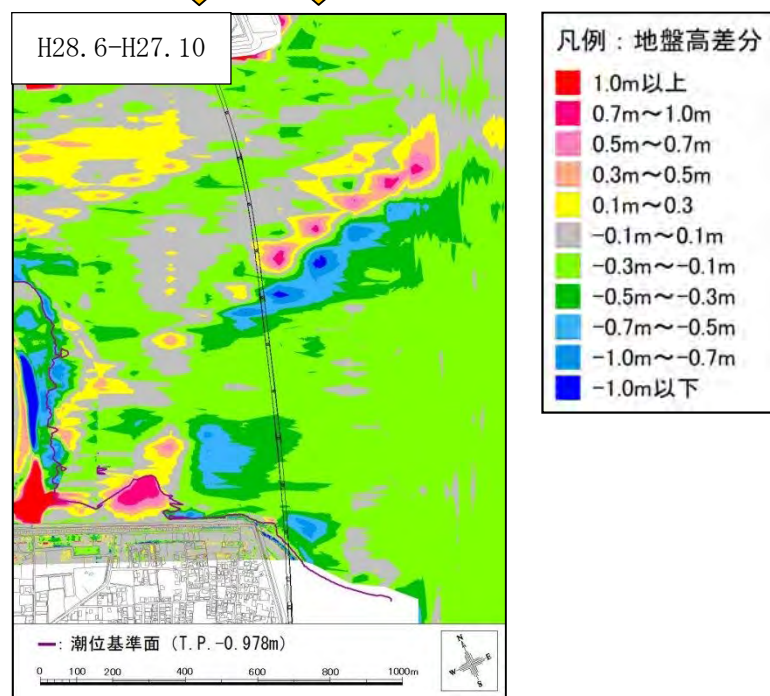 H28.6-H27.10
凡例：地盤高差分
1.0m以上
0.7m～1.0m
0.5m～0.7m
0.3m～0.5m
0.1m～0.3
-0.1m～0.1m
-0.3m～-0.1m
-0.5m～-0.3m
-0.7m～-0.5m
-1.0m～-0.7m
-1.0m以下
：潮位基準面 (T.P.-0.978m)
0 100 200 400 600 800 1000m
N
W E
S